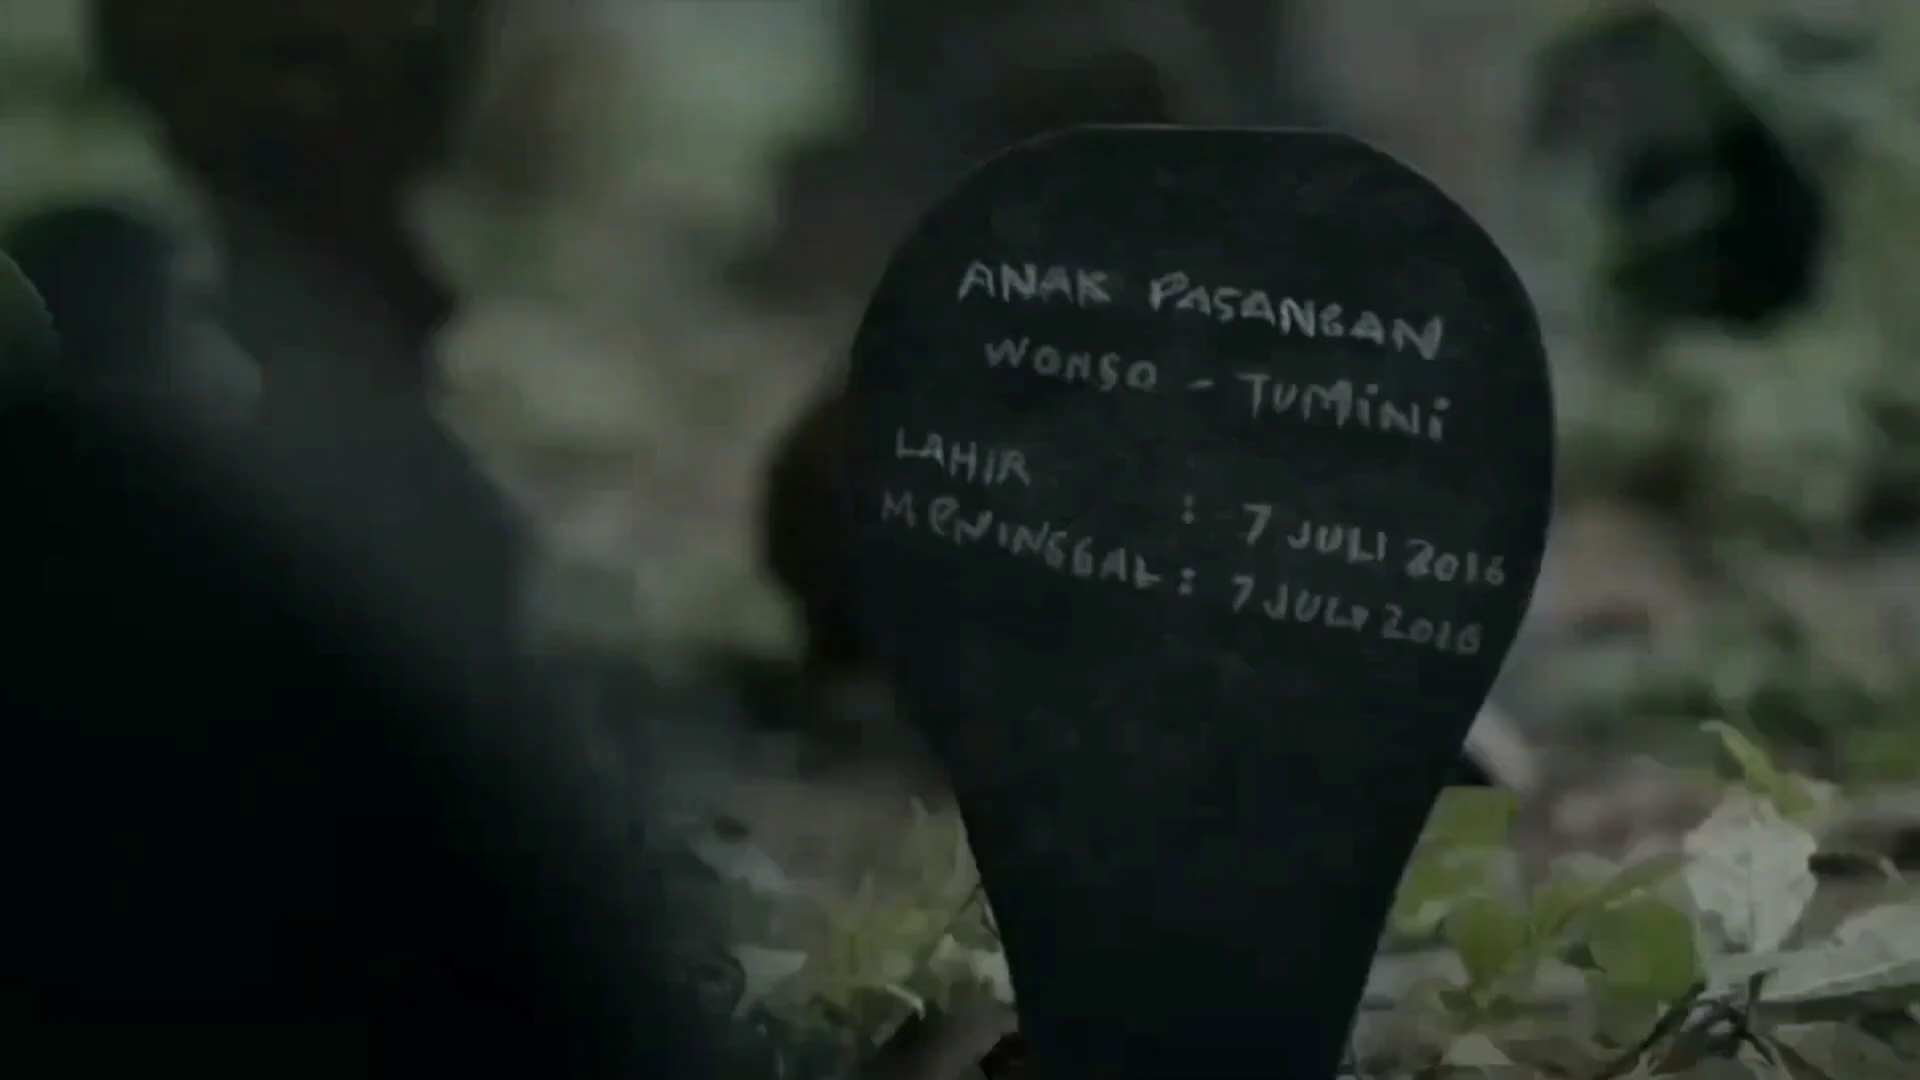 ANAK PASANGAN
WONSO - TUMiNi
LAHIR : 7 JULI 2016
MENINGGAL : 7 JULI 2016